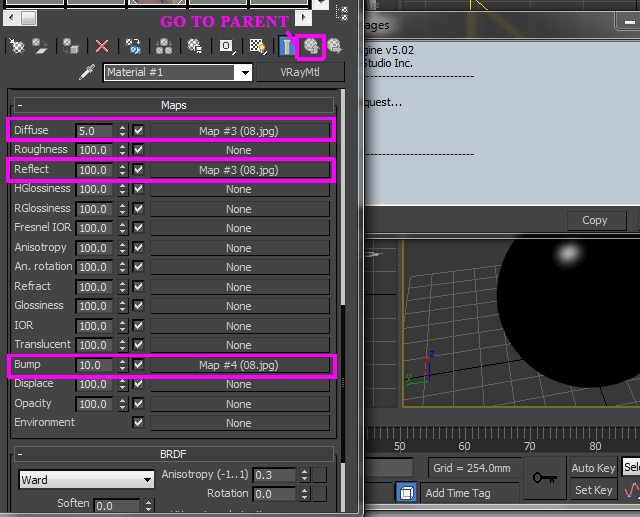 GO TO PARENT
Material #1
VRayMtl
- Maps
Diffuse 5.0 Map #3 (08.jpg)
Roughness 100.0 None
Reflect 100.0 Map #3 (08.jpg)
HGlossiness 100.0 None
RGlossiness 100.0 None
Fresnel IOR 100.0 None
Anisotropy 100.0 None
An. rotation 100.0 None
Refract 100.0 None
Glossiness 100.0 None
IOR 100.0 None
Translucent 100.0 None
Bump 10.0 Map #4 (08.jpg)
Displace 100.0 None
Opacity 100.0 None
Environment None
- BRDF
Ward
Anisotropy (-1..1) 0.3
Rotation 0.0
Soften 0.0
ages
gine v5.02
Studio Inc.
quest...
Copy
z
y
50 60 70 80
Grid = 254.0mm
Add Time Tag
Auto Key
Set Key
Sele